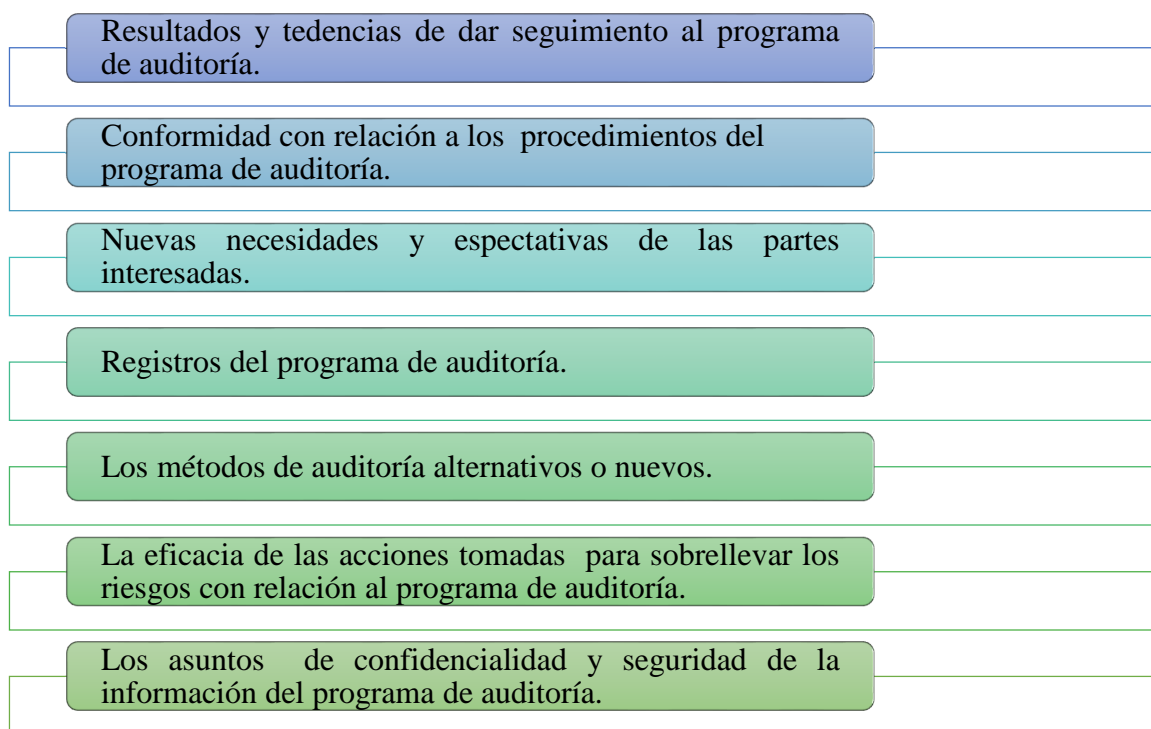 Resultados y tedencias de dar seguimiento al programa
de auditoría.
Conformidad con relación a los procedimientos del
programa de auditoría.
Nuevas necesidades y espectativas de las partes
interesadas.
Registros del programa de auditoría.
Los métodos de auditoría alternativos o nuevos.
La eficacia de las acciones tomadas para sobrellevar los
riesgos con relación al programa de auditoría.
Los asuntos de confidencialidad y seguridad de la
información del programa de auditoría.